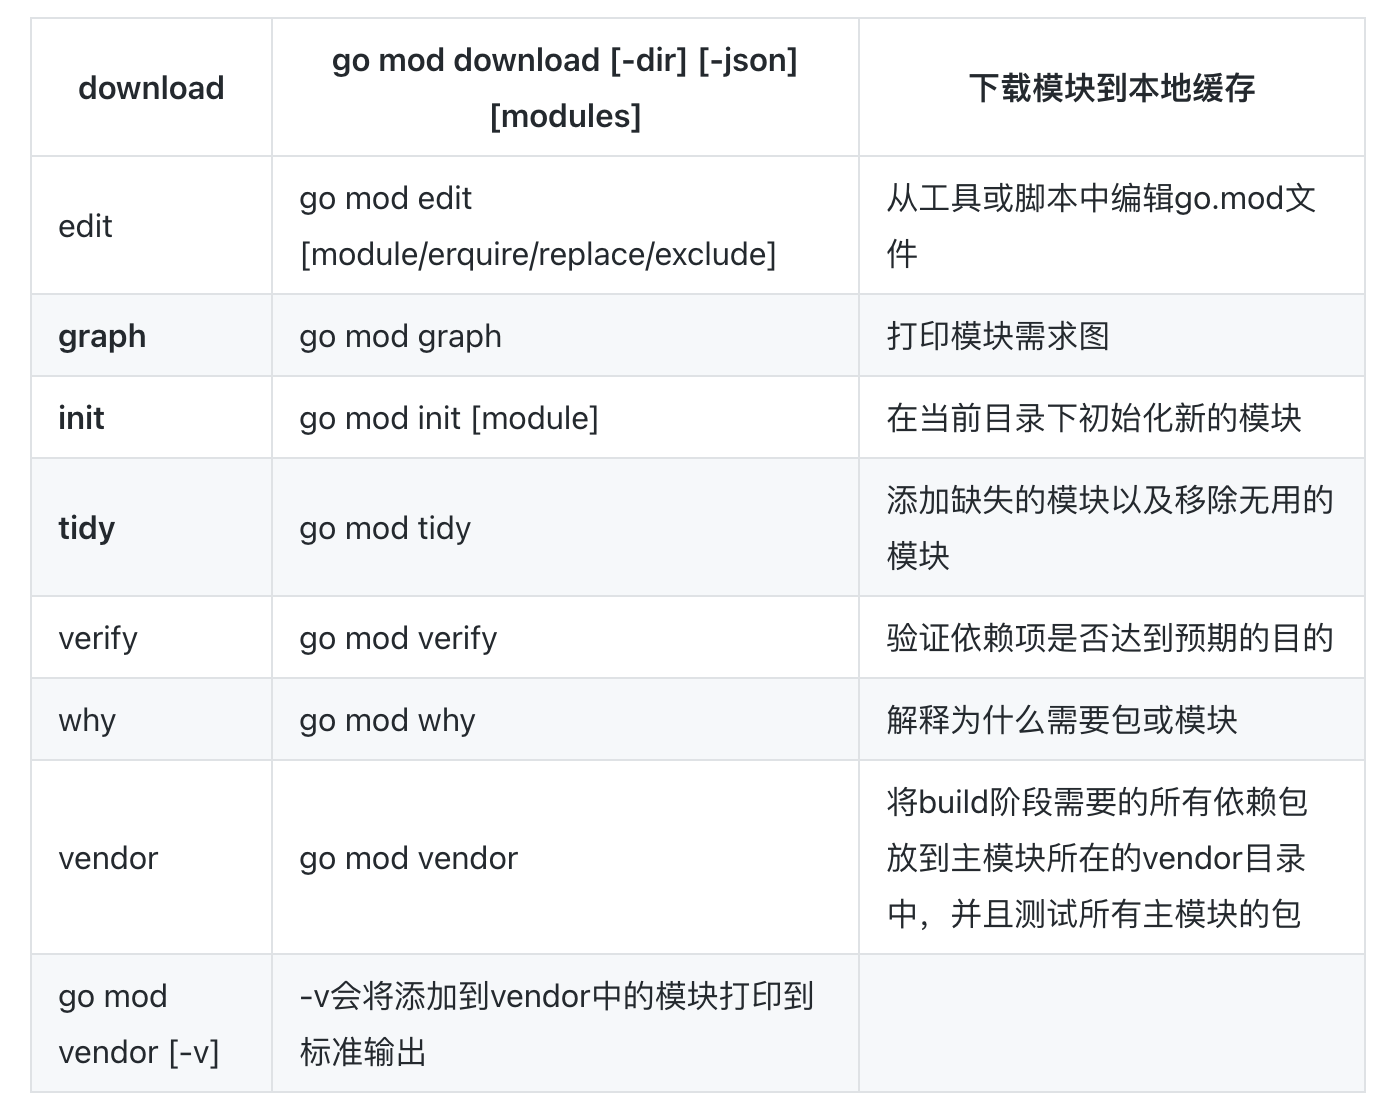 download
go mod download [-dir] [-json]
[modules]
下载模块到本地缓存
edit
go mod edit
[module/erquire/replace/exclude]
从工具或脚本中编辑go.mod文
件
graph
go mod graph
打印模块需求图
init
go mod init [module]
在当前目录下初始化新的模块
tidy
go mod tidy
添加缺失的模块以及移除无用的
模块
verify
go mod verify
验证依赖项是否达到预期的目的
why
go mod why
解释为什么需要包或模块
vendor
go mod vendor
将build阶段需要的所有依赖包
放到主模块所在的vendor目录
中，并且测试所有主模块的包
go mod
vendor [-v]
-v会将添加到vendor中的模块打印到
标准输出